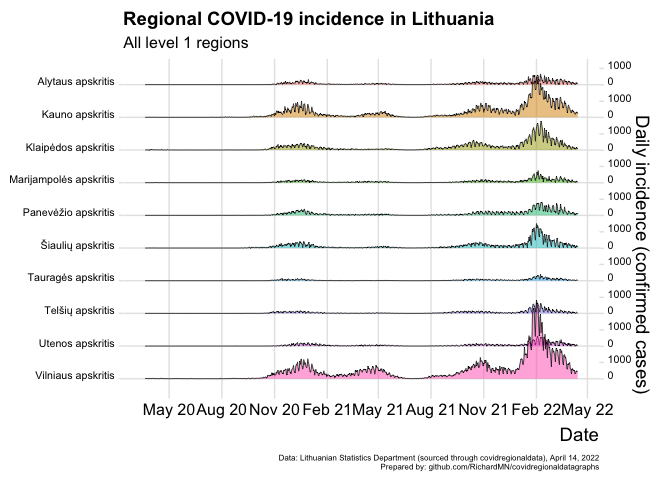 Regional COVID-19 incidence in Lithuania
All level 1 regions
Alytaus apskritis
Kauno apskritis
Klaipėdos apskritis
Marijampolės apskritis
Panevėžio apskritis
Šiaulių apskritis
Tauragės apskritis
Telšių apskritis
Utenos apskritis
Vilniaus apskritis
1000
0
1000
0
1000
0
1000
0
1000
0
1000
0
1000
0
1000
0
1000
0
1000
0
Daily incidence (confirmed cases)
May 20 Aug 20 Nov 20 Feb 21 May 21 Aug 21 Nov 21 Feb 22 May 22
Date
Data: Lithuanian Statistics Department (sourced through covidregionaldata), April 14, 2022
Prepared by: github.com/RichardMN/covidregionaldatagraphs